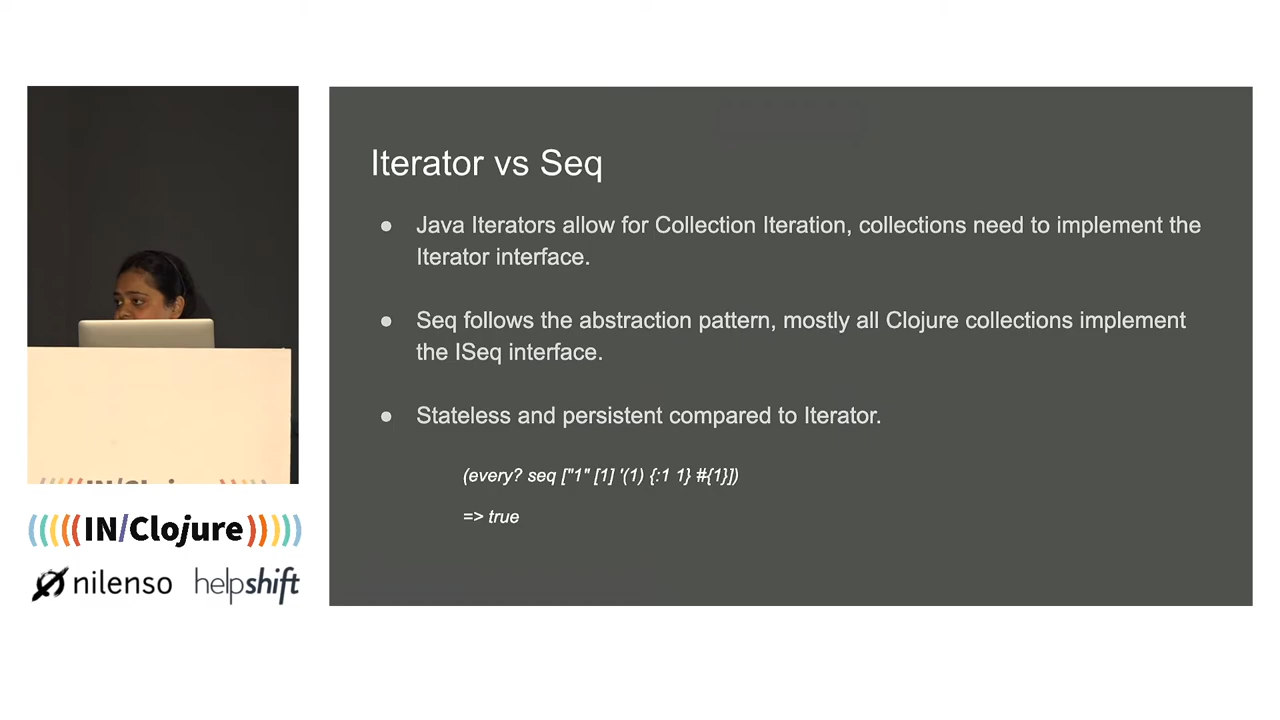 Iterator vs Seq
● Java Iterators allow for Collection Iteration, collections need to implement the
Iterator interface.
● Seq follows the abstraction pattern, mostly all Clojure collections implement
the ISeq interface.
● Stateless and persistent compared to Iterator.
(every? seq ["1" [1] '(1) {:1 1} #{1}])
=> true
((((( IN/Clojure )))))
nilenso helpshift